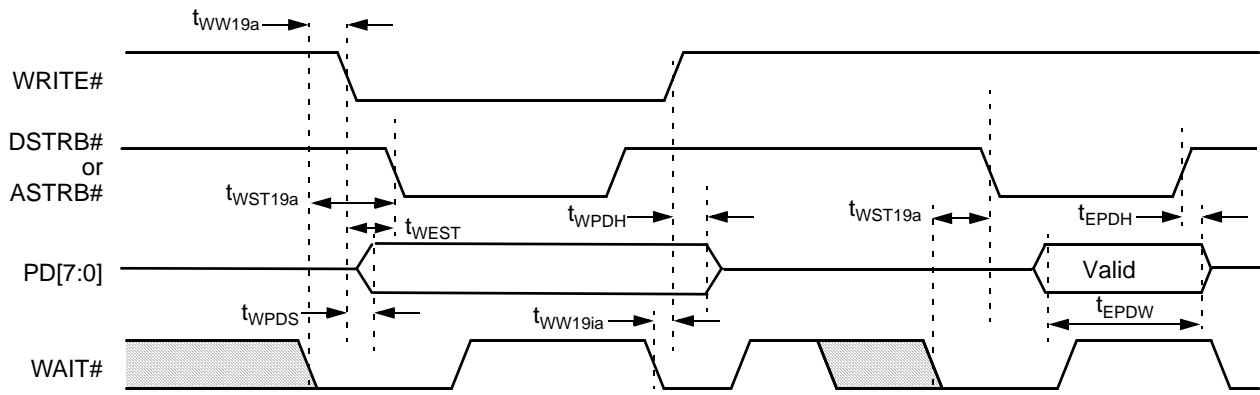 tWW19a
WRITE#
DSTRB#
or
ASTRB#
tWST19a
tWEST
tWPDH
tWST19a
tEPDH
PD[7:0]
Valid
tWPDS
tWW19ia
tEPDW
WAIT#